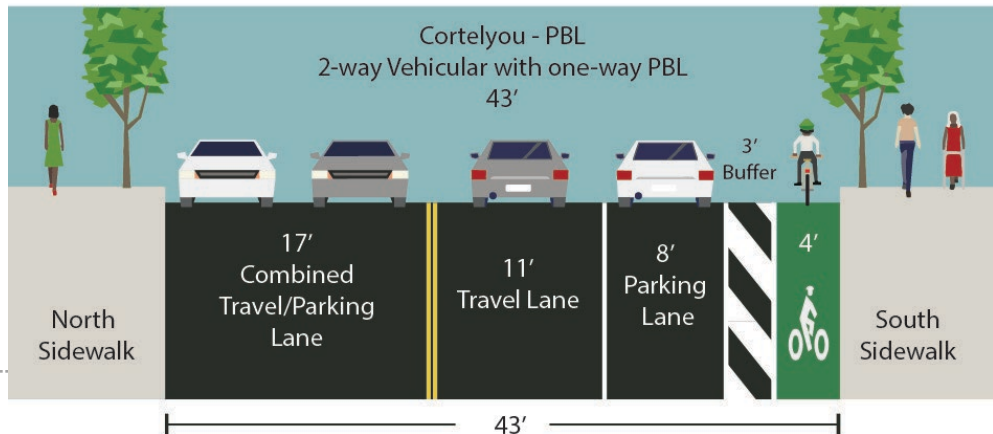 Cortelyou - PBL
2-way Vehicular with one-way PBL
43’
3’
Buffer
17’
Combined
Travel/Parking
Lane
11’
Travel Lane
8’
Parking
Lane
4’
North
Sidewalk
South
Sidewalk
43’